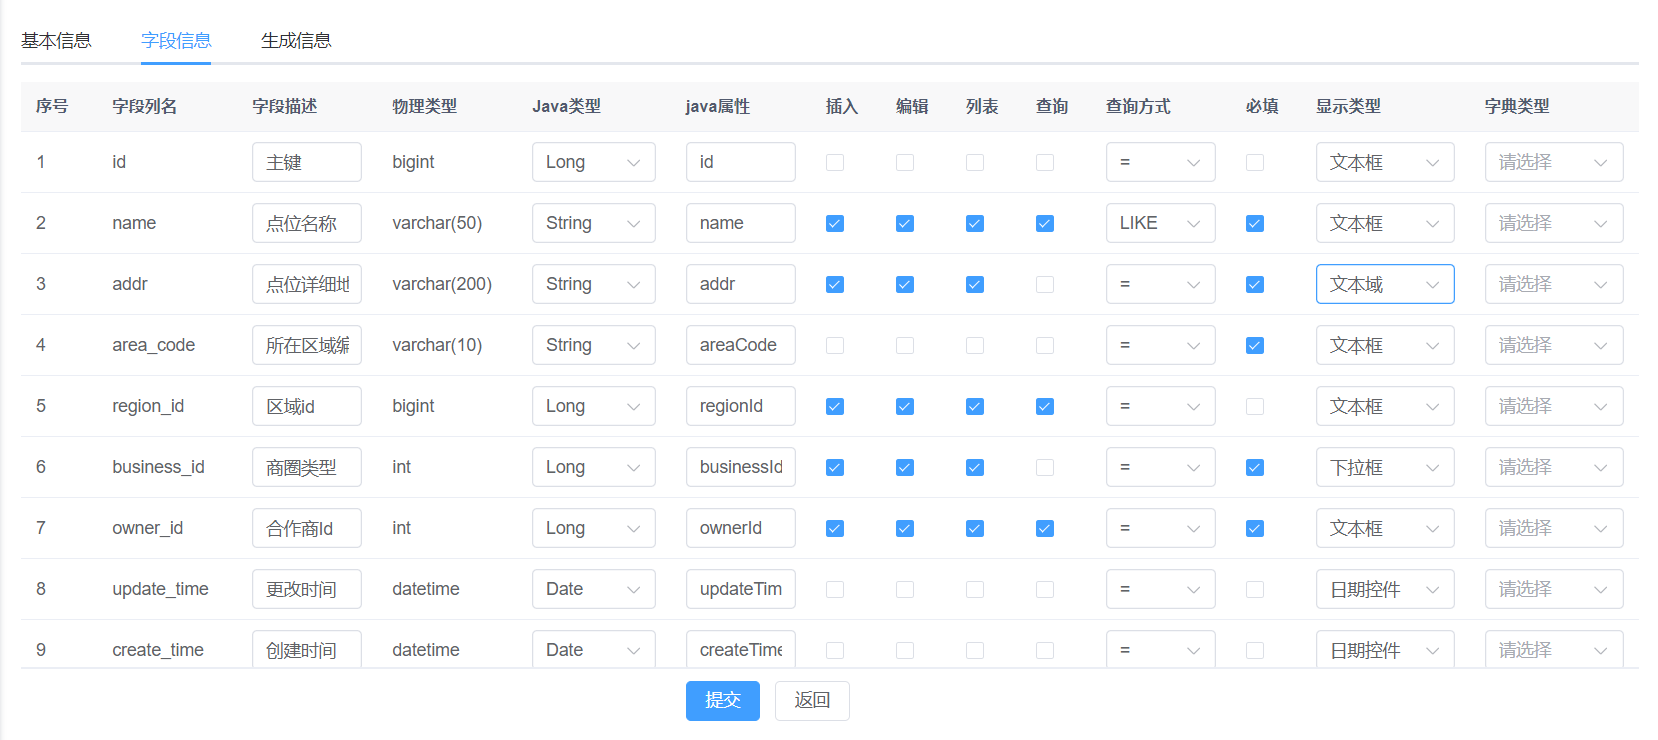 基本信息 字段信息 生成信息
序号 字段列名 字段描述 物理类型 Java类型 java属性 插入 编辑 列表 查询 查询方式 必填 显示类型 字典类型
1 id 主键 bigint Long id = 文本框 请选择
2 name 点位名称 varchar(50) String name LIKE 文本框 请选择
3 addr 点位详细地 varchar(200) String addr = 文本域 请选择
4 area_code 所在区域编 varchar(10) String areaCode = 文本框 请选择
5 region_id 区域id bigint Long regionId = 文本框 请选择
6 business_id 商圈类型 int Long businessId = 下拉框 请选择
7 owner_id 合作商Id int Long ownerId = 文本框 请选择
8 update_time 更改时间 datetime Date updateTim = 日期控件 请选择
9 create_time 创建时间 datetime Date createTime = 日期控件 请选择
提交 返回